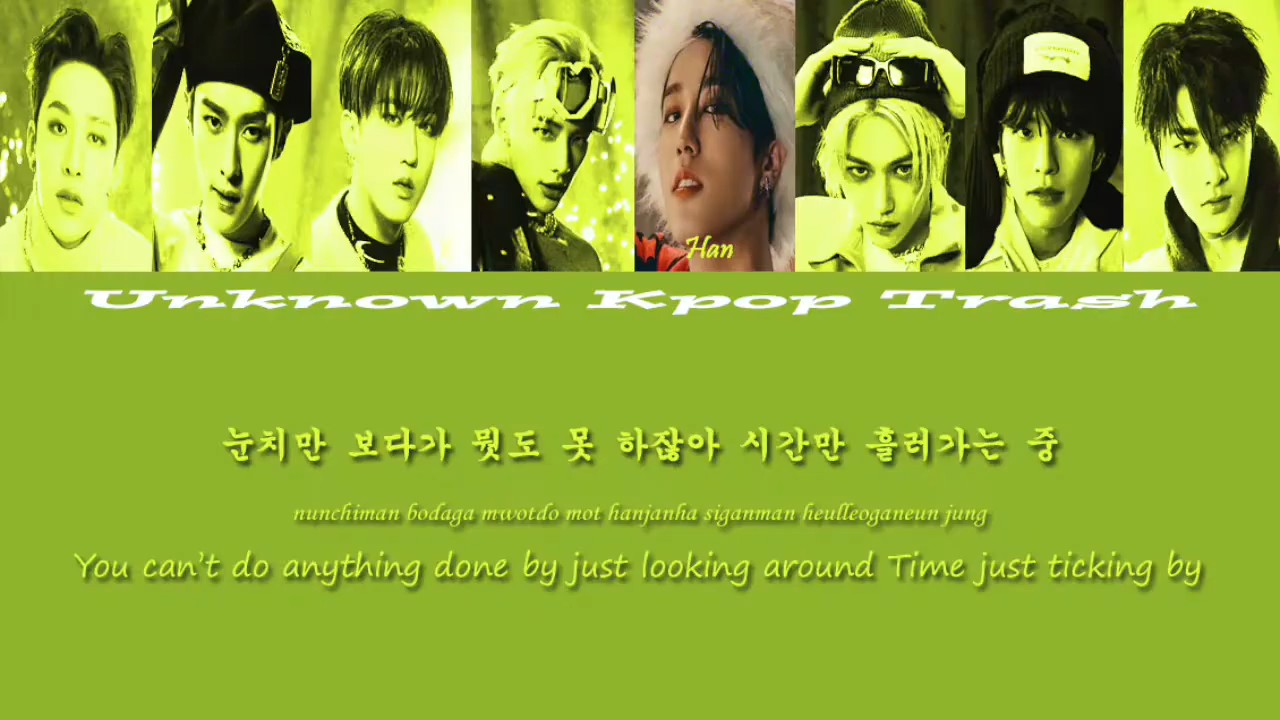 Han
Unknown Kpop Trash
눈치만 보다가 뭣도 못 하잖아 시간만 흘러가는 중
nunchiman bodaga mwotdo mot hanjanha siganman heulleoganeun jung
You can't do anything done by just looking around Time just ticking by